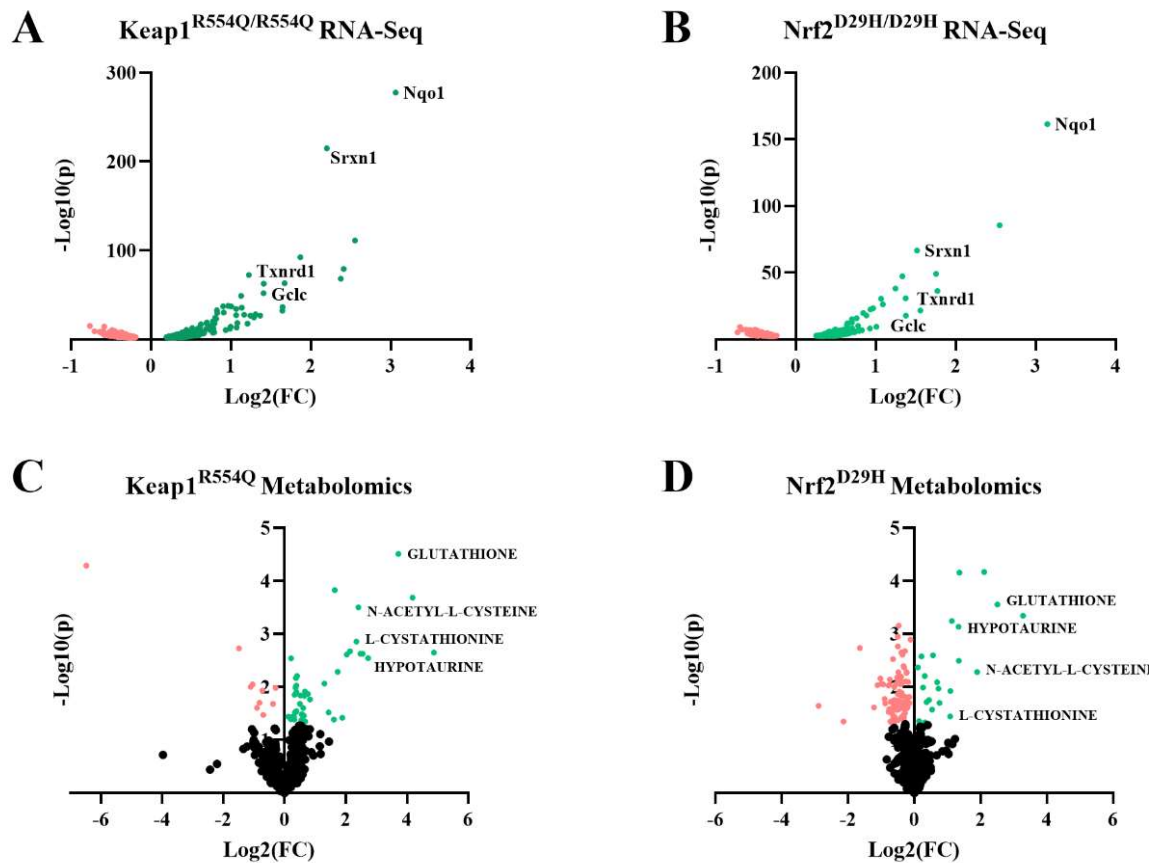 A
Keap1R554Q/R554Q RNA-Seq
300
200
100
-Log10(p)
Nqo1
Srxn1
Txnrd1
Gclc
-1 0 1 2 3 4
Log2(FC)
B
Nrf2D29H/D29H RNA-Seq
200
150
100
50
-Log10(p)
Nqo1
Srxn1
Txnrd1
Gclc
-1 0 1 2 3 4
Log2(FC)
C
Keap1R554Q Metabolomics
5
4
3
2
1
-Log10(p)
GLUTATHIONE
N-ACETYL-L-CYSTEINE
L-CYSTATHIONINE
HYPOTAURINE
-6 -4 -2 0 2 4 6
Log2(FC)
D
Nrf2D29H Metabolomics
5
4
3
2
-Log10(p)
GLUTATHIONE
HYPOTAURINE
N-ACETYL-L-CYSTEINE
L-CYSTATHIONINE
-6 -4 -2 0 2 4 6
Log2(FC)